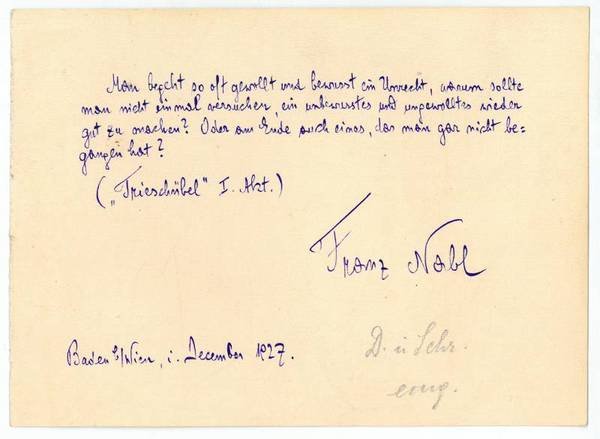 Man begeht so oft gewollt und bewusst ein Unrecht, warum sollte
man nicht einmal versuchen, ein unbewusstes und ungewolltes wieder
gut zu machen? Oder am Ende auch eines, das man gar nicht be=
gangen hat?
("Trieschübel" I. Akt.)
Franz Nabl
Baden b/Wien, i. December 1927.
D. u Schr.